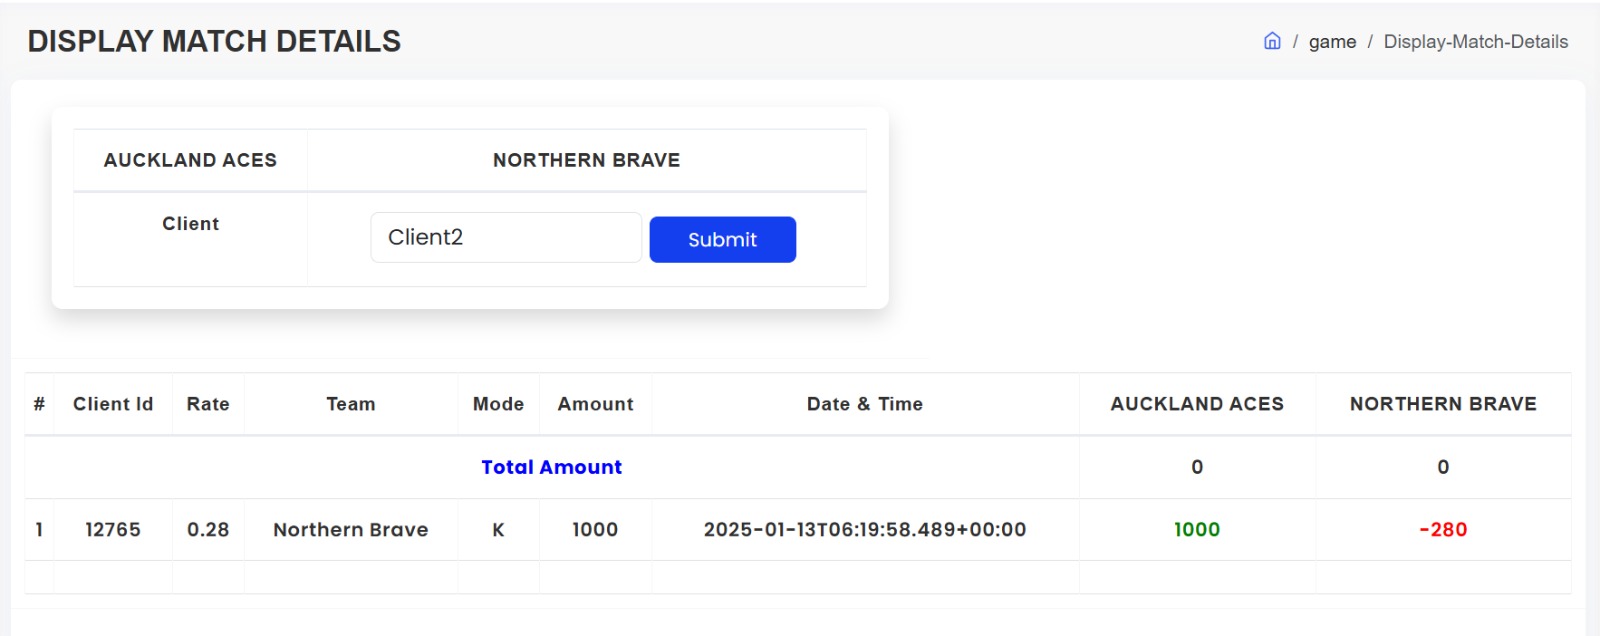 DISPLAY MATCH DETAILS
/ game / Display-Match-Details
AUCKLAND ACES NORTHERN BRAVE
Client Client2 Submit
# Client Id Rate Team Mode Amount Date & Time AUCKLAND ACES NORTHERN BRAVE
Total Amount 0 0
1 12765 0.28 Northern Brave K 1000 2025-01-13T06:19:58.489+00:00 1000 -280